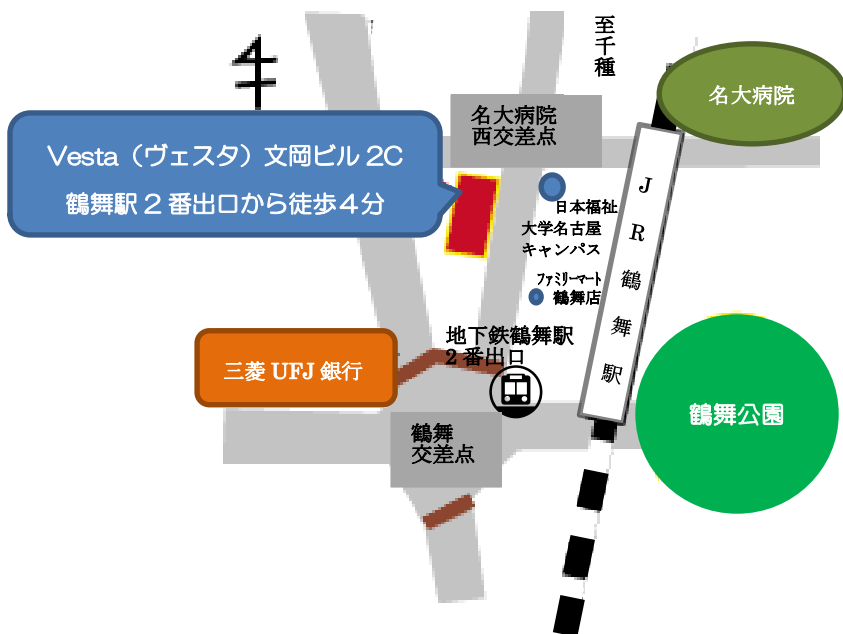 至千種
名大病院
名大病院
西交差点
Vesta（ヴェスタ）文岡ビル 2C
鶴舞駅 2 番出口から徒歩４分
日本福祉
大学名古屋
キャンパス
ファミリーマート
鶴舞店
JR鶴舞駅
地下鉄鶴舞駅
2 番出口
三菱 UFJ 銀行
鶴舞公園
鶴舞
交差点